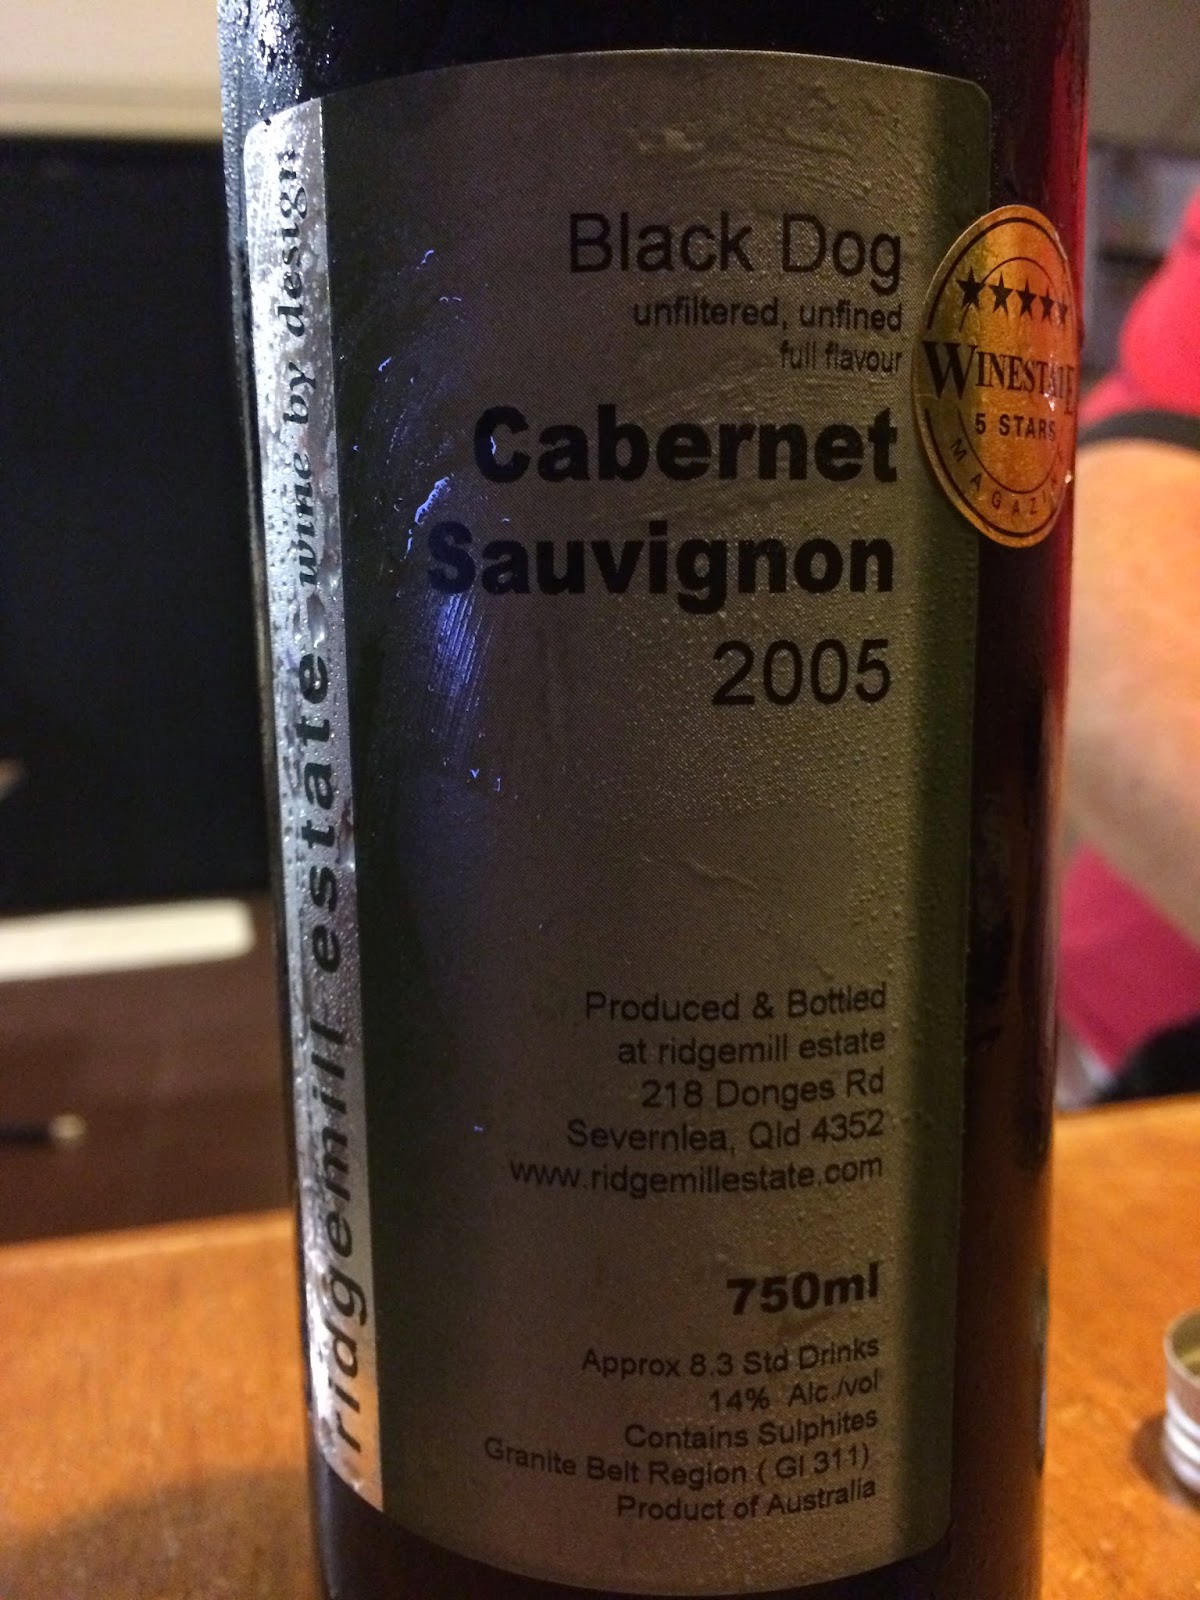 ridgemill estate wine by design
Black Dog
unfiltered, unfined
full flavour
Cabernet
Sauvignon
2005
WINESTATE
5 STARS
MAGAZIN
Produced & Bottled
at ridgemill estate
218 Donges Rd
Severnlea, Qld 4352
www.ridgemillestate.com
750ml
Approx 8.3 Std Drinks
14% Alc./vol
Contains Sulphites
Granite Belt Region ( GI 311)
Product of Australia